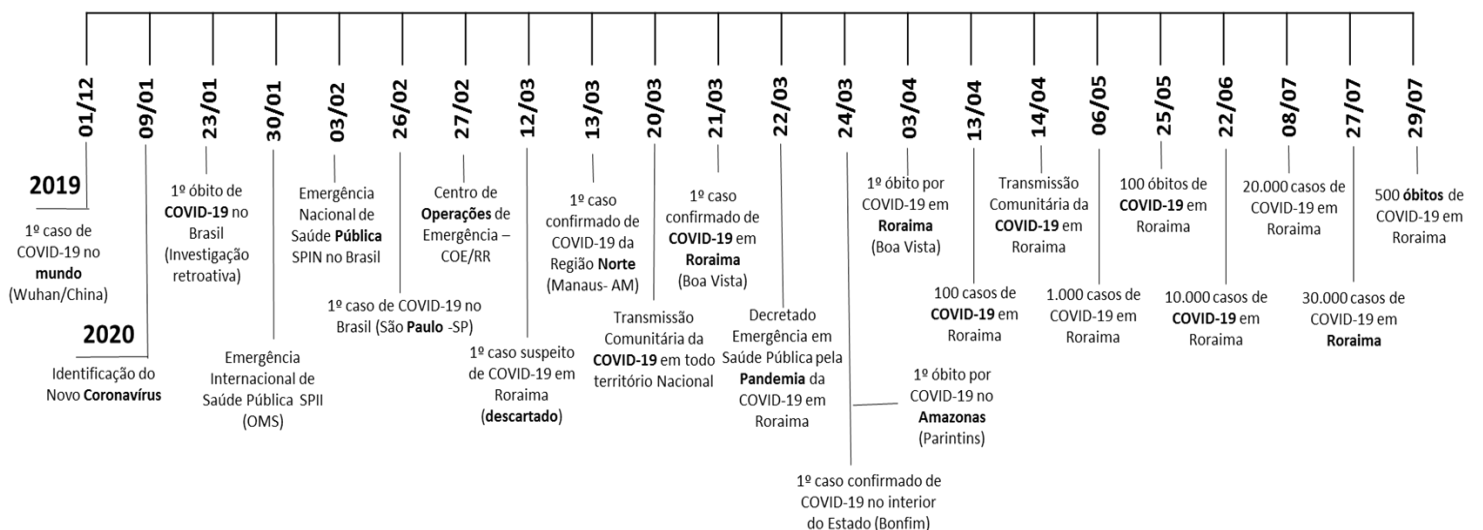 01/12
09/01
23/01
30/01
03/02
26/02
27/02
12/03
13/03
20/03
21/03
22/03
24/03
03/04
13/04
14/04
06/05
25/05
22/06
08/07
27/07
29/07
2019
1º caso de
COVID-19 no
mundo
(Wuhan/China)
2020
Identificação do
Novo Coronavírus
1º óbito de
COVID-19 no
Brasil
(Investigação
retroativa)
Emergência
Internacional de
Saúde Pública SPII
(OMS)
Emergência
Nacional de
Saúde Pública
SPIN no Brasil
1º caso de COVID-19 no
Brasil (São Paulo -SP)
Centro de
Operações de
Emergência –
COE/RR
1º caso suspeito
de COVID-19 em
Roraima
(descartado)
1º caso
confirmado de
COVID-19 da
Região Norte
(Manaus- AM)
Transmissão
Comunitária da
COVID-19 em todo
território Nacional
1º caso
confirmado de
COVID-19 em
Roraima
(Boa Vista)
Decretado
Emergência em
Saúde Pública pela
Pandemia da
COVID-19 em
Roraima
1º caso confirmado de
COVID-19 no interior
do Estado (Bonfim)
1º óbito por
COVID-19 no
Amazonas
(Parintins)
1º óbito por
COVID-19 em
Roraima
(Boa Vista)
100 casos de
COVID-19 em
Roraima
Transmissão
Comunitária da
COVID-19 em
Roraima
1.000 casos de
COVID-19 em
Roraima
100 óbitos de
COVID-19 em
Roraima
10.000 casos de
COVID-19 em
Roraima
20.000 casos de
COVID-19 em
Roraima
30.000 casos de
COVID-19 em
Roraima
500 óbitos de
COVID-19 em
Roraima